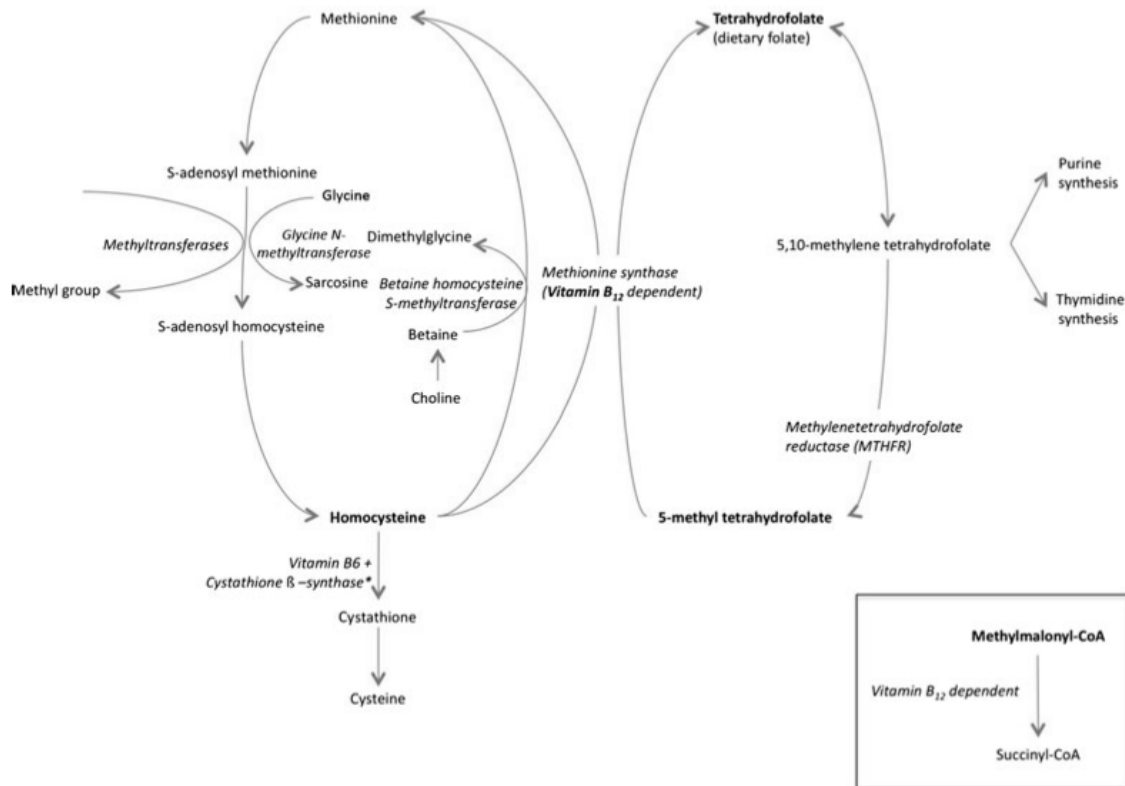 Methionine
Tetrahydrofolate
(dietary folate)
S-adenosyl methionine
Glycine
Purine
synthesis
Methyltransferases
Glycine N-
methyltransferase
Dimethylglycine
5,10-methylene tetrahydrofolate
Methyl group
Sarcosine
Betaine homocysteine
S-methyltransferase
Methionine synthase
(Vitamin B12 dependent)
Thymidine
synthesis
S-adenosyl homocysteine
Betaine
Choline
Methylenetetrahydrofolate
reductase (MTHFR)
Homocysteine
5-methyl tetrahydrofolate
Vitamin B6 +
Cystathione ß –synthase*
Cystathione
Cysteine
Methylmalonyl-CoA
Vitamin B12 dependent
Succinyl-CoA